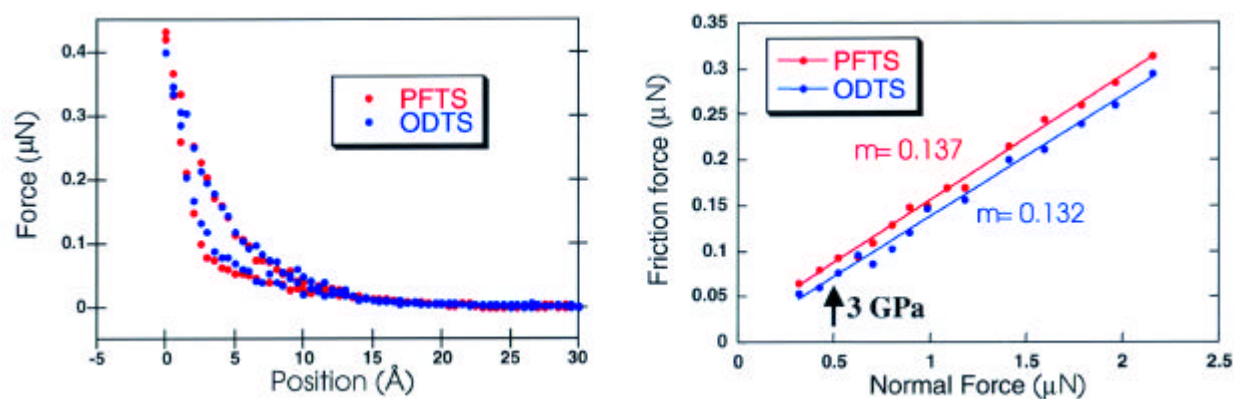 0.4
0.3
0.2
0.1
0
Force (µN)
PFTS
ODTS
-5 0 5 10 15 20 25 30
Position (Å)
0.35
0.3
0.25
0.2
0.15
0.1
0.05
0
Friction force (µN)
PFTS
ODTS
m= 0.137
m= 0.132
3 GPa
0 0.5 1 1.5 2 2.5
Normal Force (µN)